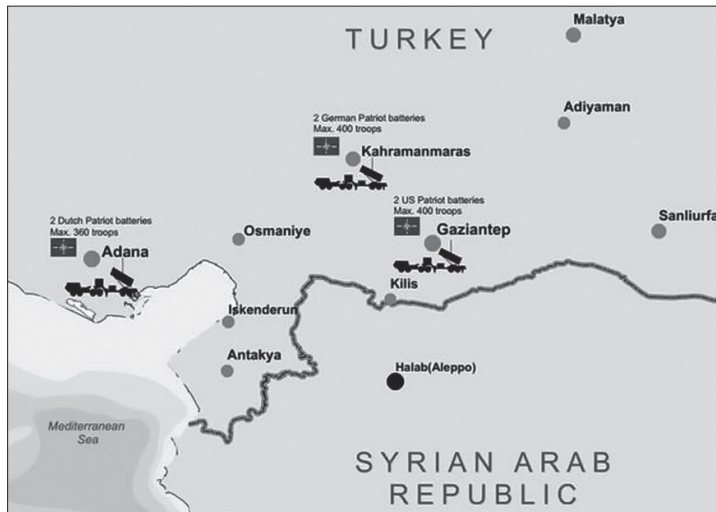 Malatya
TURKEY
Adiyaman
2 German Patriot batteries
Max. 400 troops
Kahramanmaras
2 US Patriot batteries
Max. 400 troops
Gaziantep
Sanliurfa
2 Dutch Patriot batteries
Max. 360 troops
Adana
Osmaniye
Kilis
Iskenderun
Antakya
Halab(Aleppo)
Mediterranean
Sea
SYRIAN ARAB
REPUBLIC